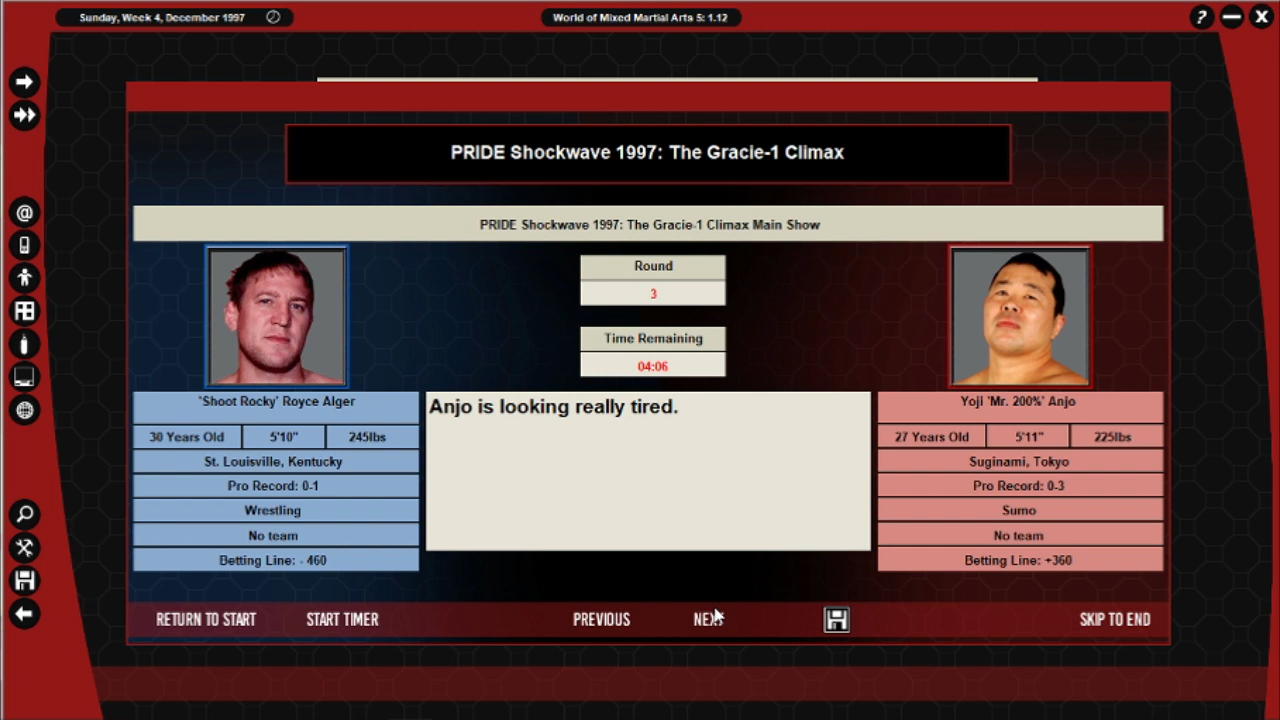 Sunday, Week 4, December 1997
World of Mixed Martial Arts 5: 1.12
?
X
@
PRIDE Shockwave 1997: The Gracie-1 Climax
PRIDE Shockwave 1997: The Gracie-1 Climax Main Show
Round
3
Time Remaining
04:06
'Shoot Rocky' Royce Alger
30 Years Old 5'10" 245lbs
St. Louisville, Kentucky
Pro Record: 0-1
Wrestling
No team
Betting Line: - 460
Anjo is looking really tired.
Yoji 'Mr. 200%' Anjo
27 Years Old 5'11" 225lbs
Suginami, Tokyo
Pro Record: 0-3
Sumo
No team
Betting Line: +360
RETURN TO START START TIMER PREVIOUS NEXT SKIP TO END